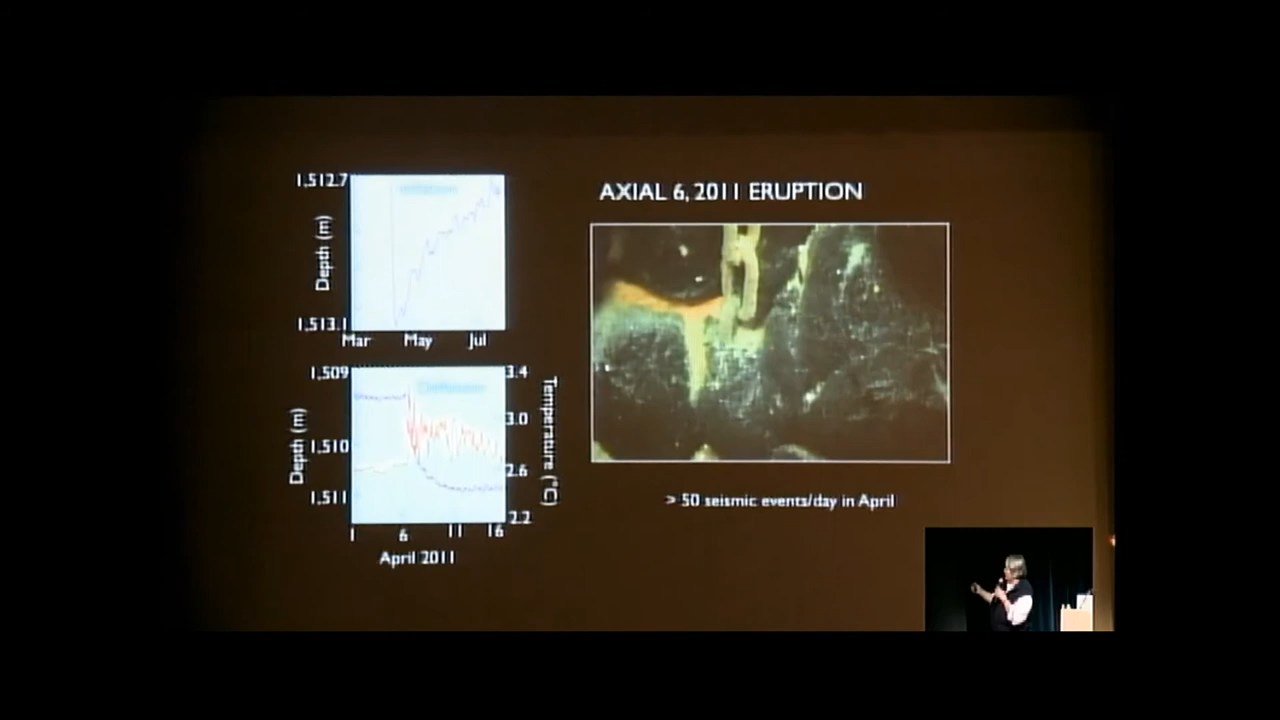 1,512.7
Inflation
Depth (m)
1,513.1
Mar May Jul
1,509
3.4
Deflation
3.0
Depth (m)
1,510
Temperature (°C)
2.6
1,511
2.2
1 6 11 16
April 2011
AXIAL 6, 2011 ERUPTION
> 50 seismic events/day in April